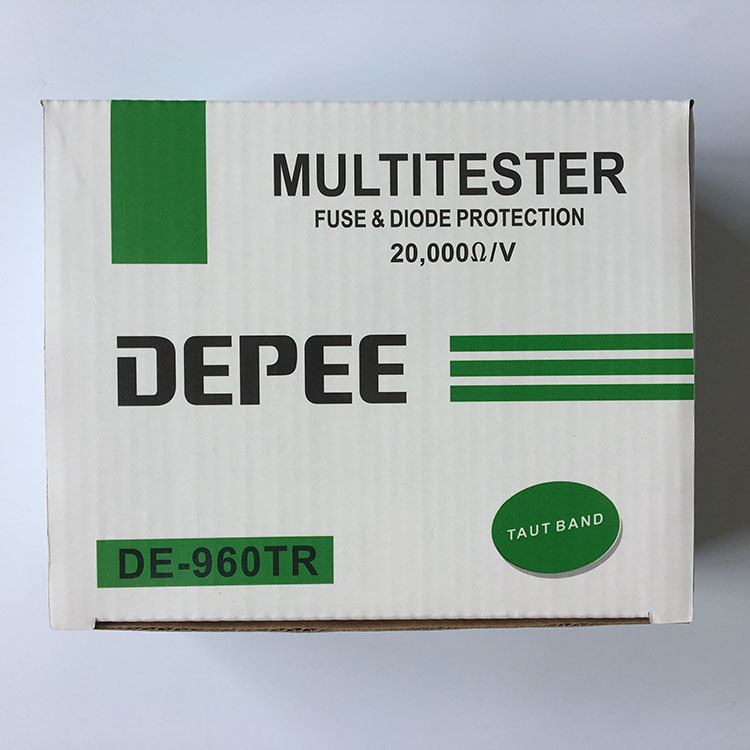 MULTITESTER
FUSE & DIODE PROTECTION
20,000Ω/V
DEPEE
TAUT BAND
DE-960TR